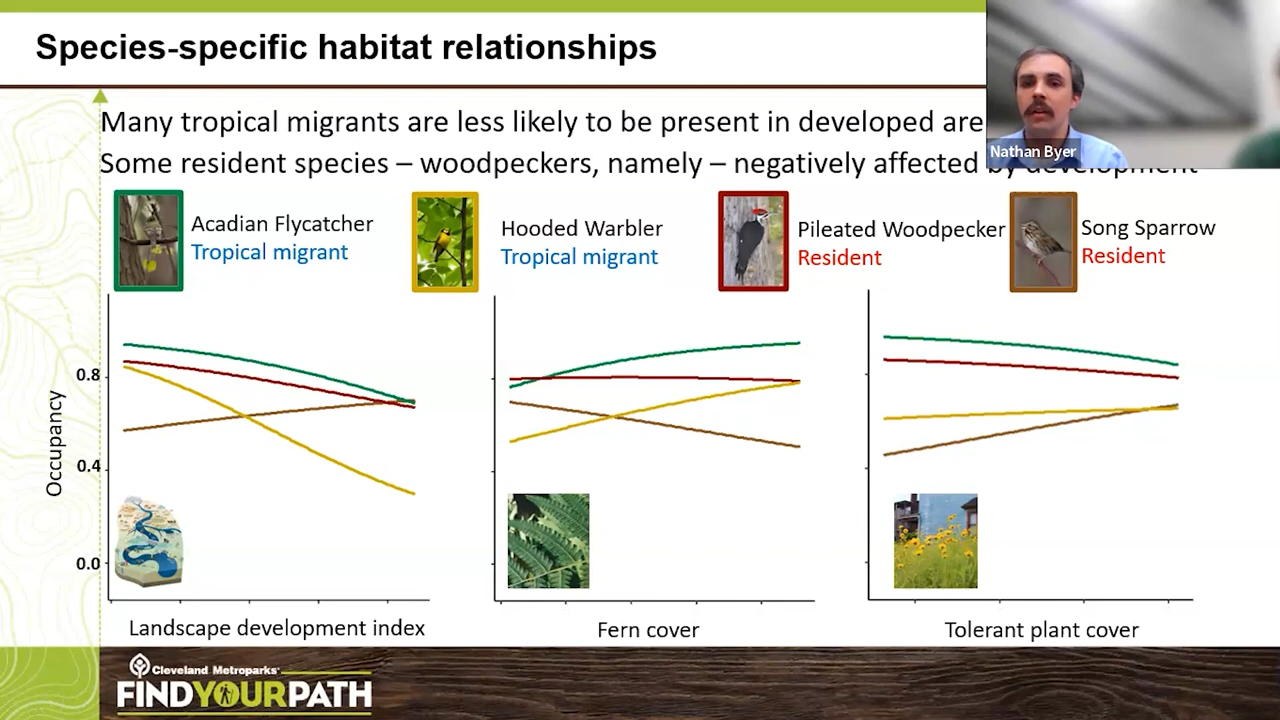 Species-specific habitat relationships
Many tropical migrants are less likely to be present in developed
Nathan Byer
Some resident species – woodpeckers, namely – negatively affected by development
Acadian Flycatcher
Tropical migrant
Hooded Warbler
Tropical migrant
Pileated Woodpecker
Resident
Song Sparrow
Resident
Occupancy
0.8
0.4
0.0
Landscape development index
Fern cover
Tolerant plant cover
Cleveland Metroparks
FINDYOURPATH